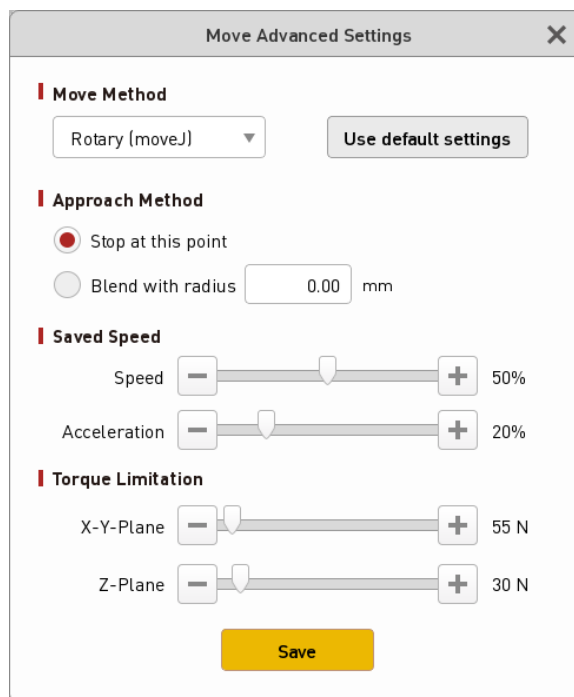 Move Advanced Settings
Move Method
Rotary (moveJ)
Use default settings
Approach Method
Stop at this point
Blend with radius 0.00 mm
Saved Speed
Speed 50%
Acceleration 20%
Torque Limitation
X-Y-Plane 55 N
Z-Plane 30 N
Save